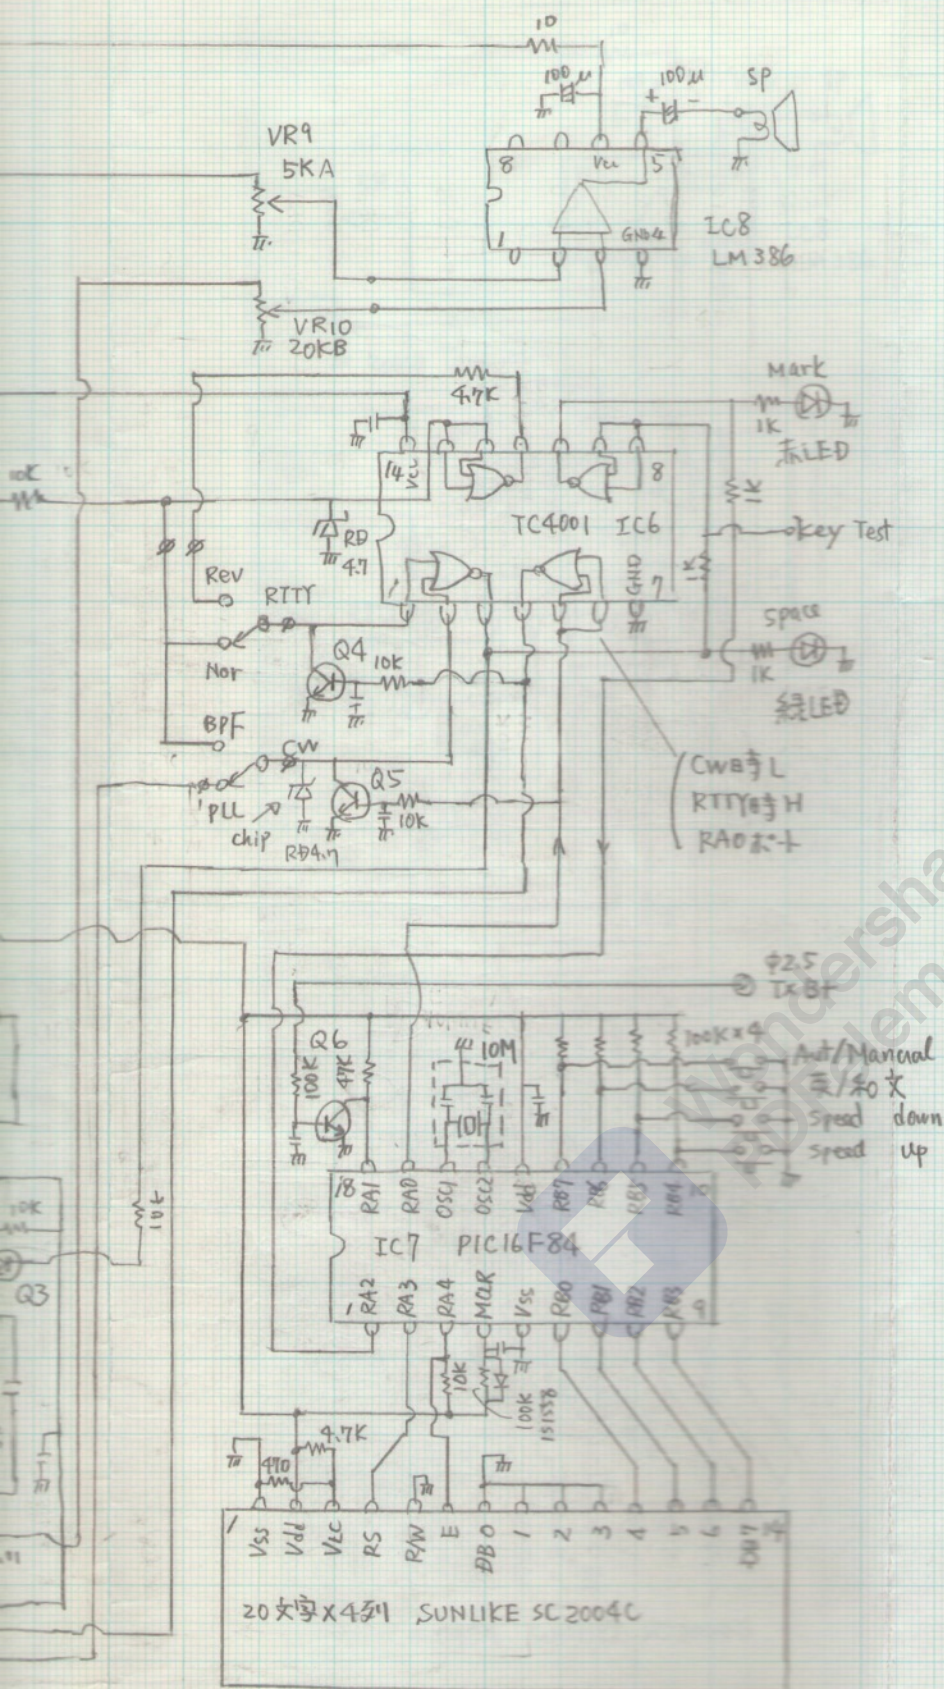 10
100μ
100μ
SP
+
-
VR9
5KA
8
Vcc
5
1
GND4
IC8
LM386
VR10
20KB
4.7K
Mark
1K
赤LED
14
Vcc
8
10K
1K
TC4001 IC6
Key Test
RD
4.7
1K
GND
7
Rev
RTTY
Space
1K
緑LED
Q4
10K
Nor
BPF
CW
CW時L
RTTY時H
RA0ポート
Q5
10K
PLL
chip
RD4.7
φ2.5
100K×4
Aut/Manual
英/和文
Speed down
Speed up
Q6
100K
47K
10M
18
RA1
RA0
OSC1
OSC2
Vdd
RB7
RB6
RB5
RB4
10K
IC7 PIC16F84
10K
Q3
1
RA2
RA3
RA4
MCLR
Vss
RB0
RB1
RB2
RB3
9
10K
100K
1S1588
4.7K
470
1
Vss
Vdd
VLC
RS
R/W
E
DB0
1
2
3
4
5
6
DB7
20文字×4列 SUNLIKE SC2004C
Wondershare
PDFelement